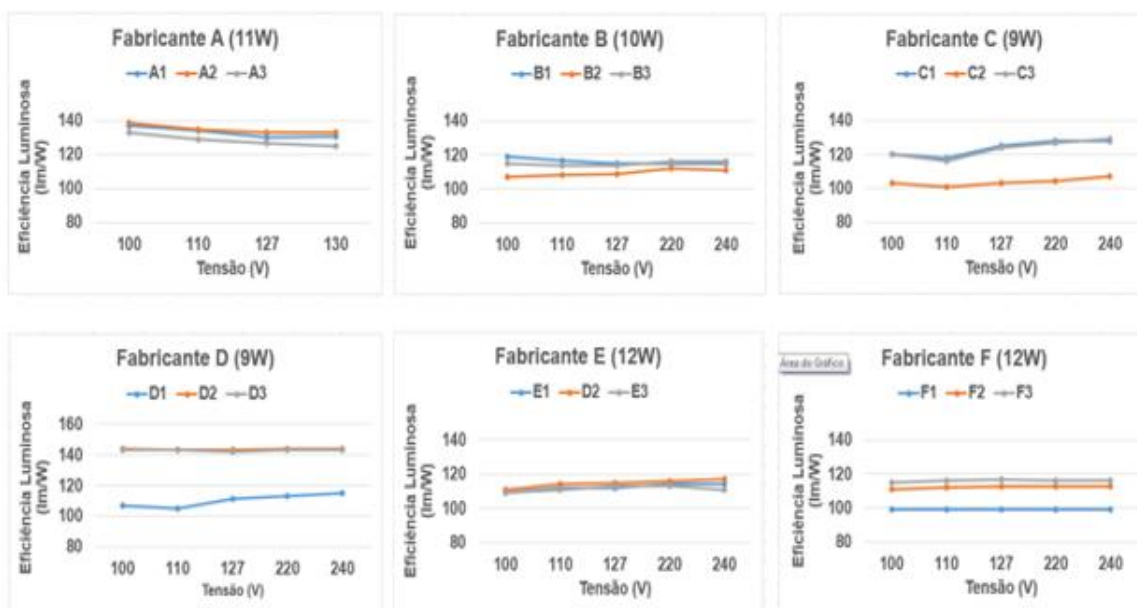 Fabricante A (11W)
A1 A2 A3
Eficiência Luminosa
(lm/W)
140
120
100
80
100 110 127 130
Tensão (V)
Fabricante B (10W)
B1 B2 B3
Eficiência Luminosa
(lm/W)
140
120
100
80
100 110 127 220 240
Tensão (V)
Fabricante C (9W)
C1 C2 C3
Eficiência Luminosa
(lm/W)
140
120
100
80
100 110 127 220 240
Tensão (V)
Fabricante D (9W)
D1 D2 D3
Eficiência Luminosa
(lm/W)
160
140
120
100
80
100 110 127 220 240
Tensão (V)
Fabricante E (12W)
E1 D2 E3
Eficiência Luminosa
(lm/W)
140
120
100
80
100 110 127 220 240
Tensão (V)
Fabricante F (12W)
Área do Gráfico
F1 F2 F3
Eficiência Luminosa
(lm/W)
140
120
100
80
100 110 127 220 240
Tensão (V)